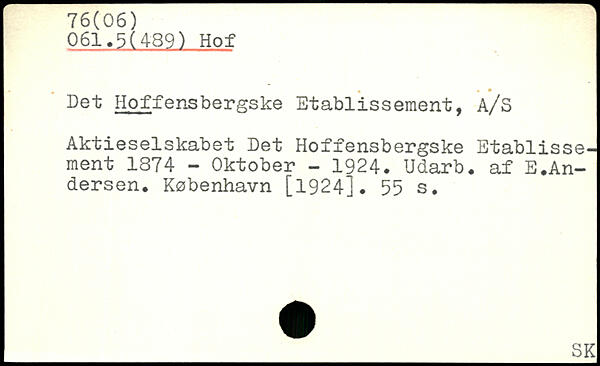 76(06)
061.5(489) Hof
Det Hoffensbergske Etablissement, A/S
Aktieselskabet Det Hoffensbergske Etablisse-
ment 1874 - Oktober - 1924. Udarb. af E.An-
dersen. København [1924]. 55 s.
SK